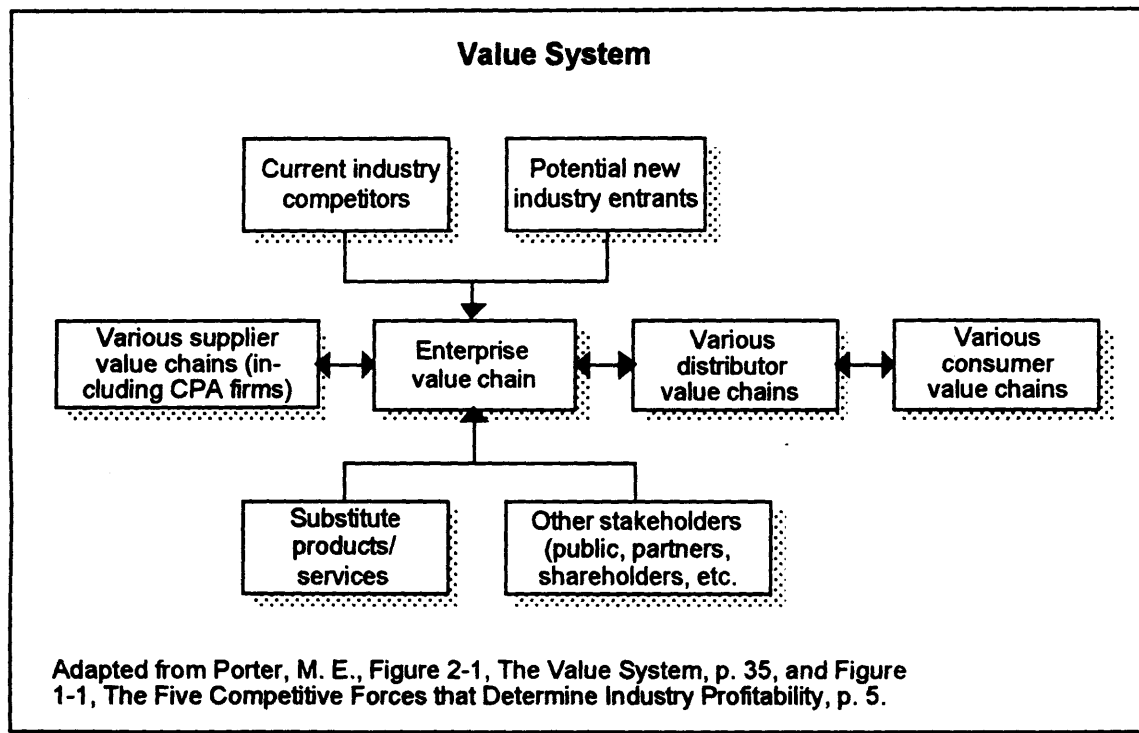 Value System
Current industry
competitors
Potential new
industry entrants
Various supplier
value chains (in-
cluding CPA firms)
Enterprise
value chain
Various
distributor
value chains
Various
consumer
value chains
Substitute
products/
services
Other stakeholders
(public, partners,
shareholders, etc.
Adapted from Porter, M. E., Figure 2-1, The Value System, p. 35, and Figure
1-1, The Five Competitive Forces that Determine Industry Profitability, p. 5.